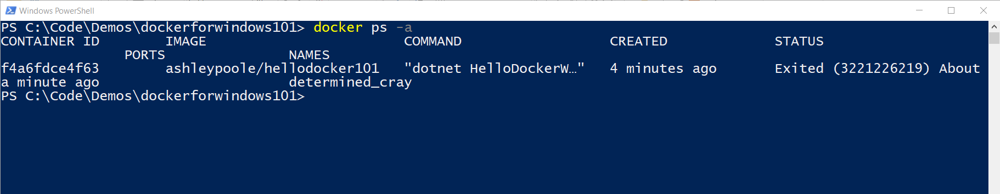 Windows PowerShell
PS C:\Code\Demos\dockerforwindows101> docker ps -a
CONTAINER ID        IMAGE                        COMMAND                  CREATED             STATUS
               PORTS               NAMES
f4a6fdce4f63        ashleypoole/hellodocker101   "dotnet HelloDockerW…"   4 minutes ago       Exited (3221226219) About
a minute ago                       determined_cray
PS C:\Code\Demos\dockerforwindows101>